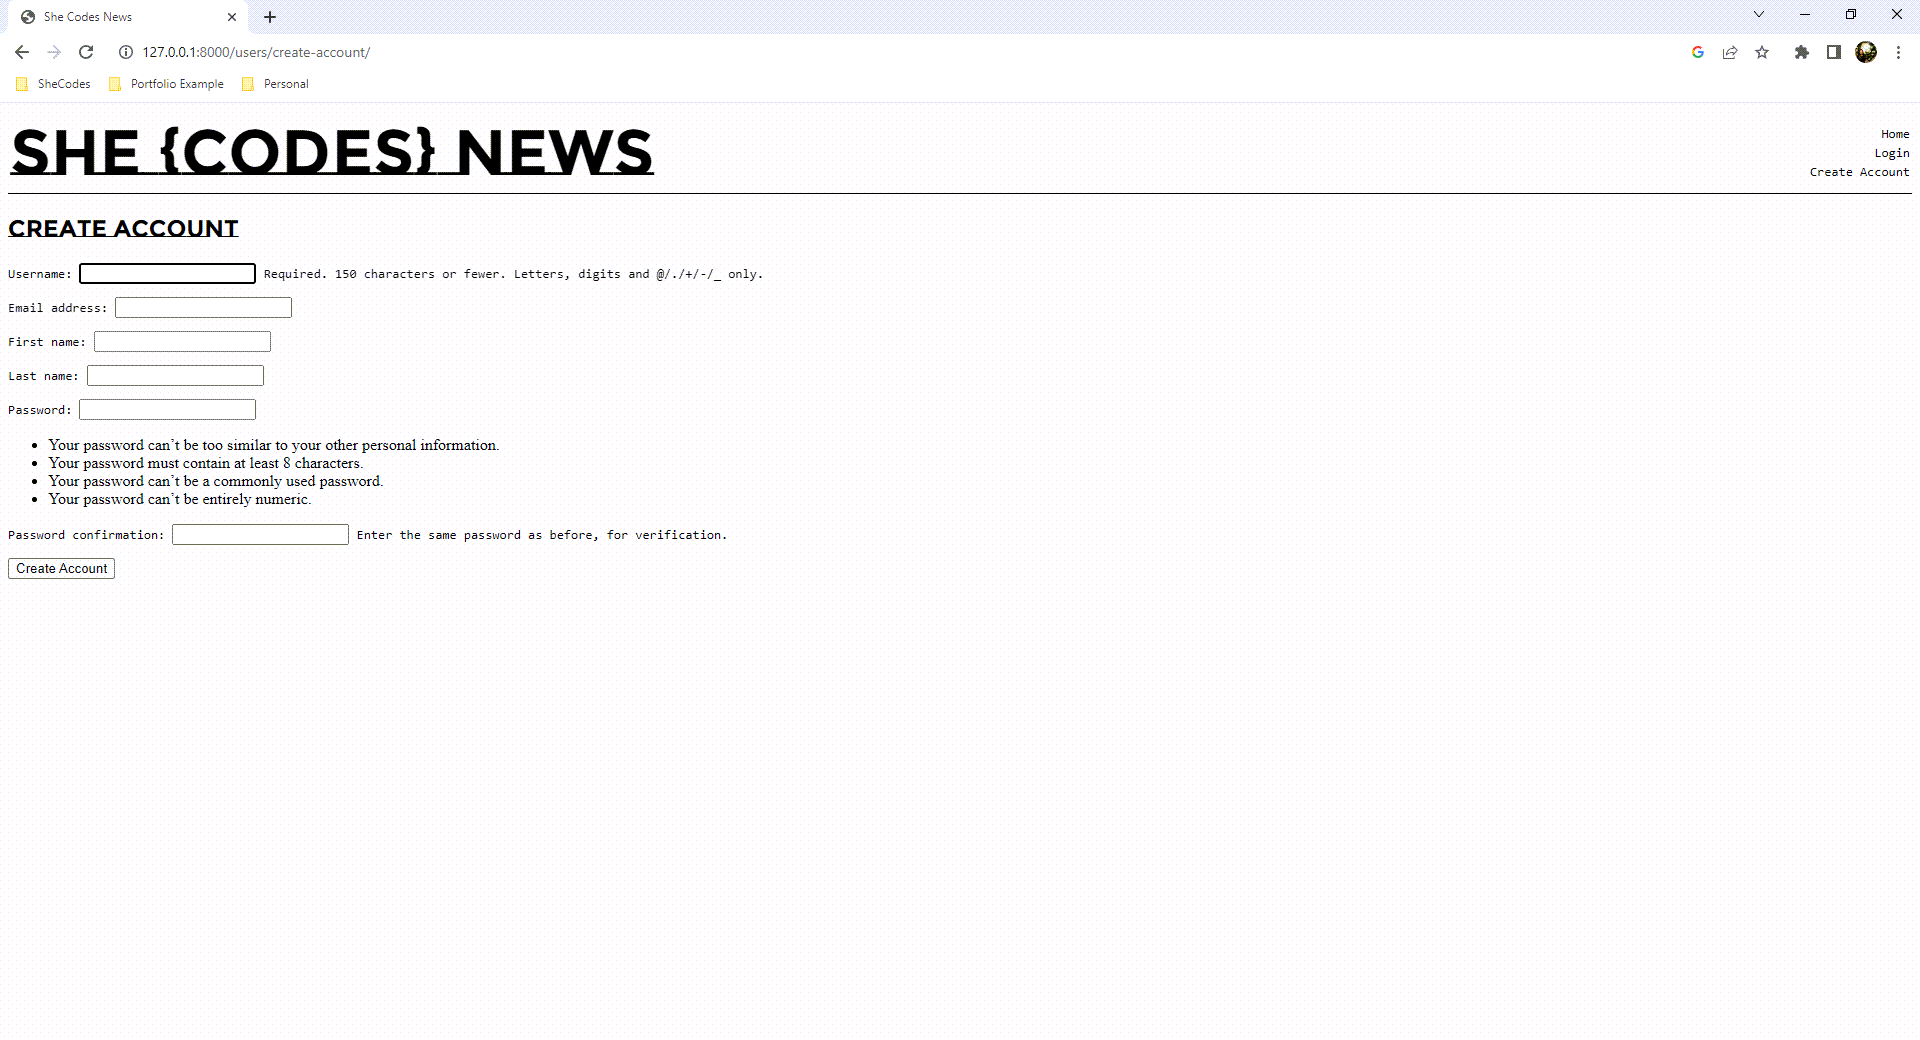 She Codes News
127.0.0.1:8000/users/create-account/
SheCodes Portfolio Example Personal
SHE {CODES} NEWS
Home
Login
Create Account
CREATE ACCOUNT
Username: Required. 150 characters or fewer. Letters, digits and @/./+/-/_ only.
Email address:
First name:
Last name:
Password:
Your password can’t be too similar to your other personal information.
Your password must contain at least 8 characters.
Your password can’t be a commonly used password.
Your password can’t be entirely numeric.
Password confirmation: Enter the same password as before, for verification.
Create Account